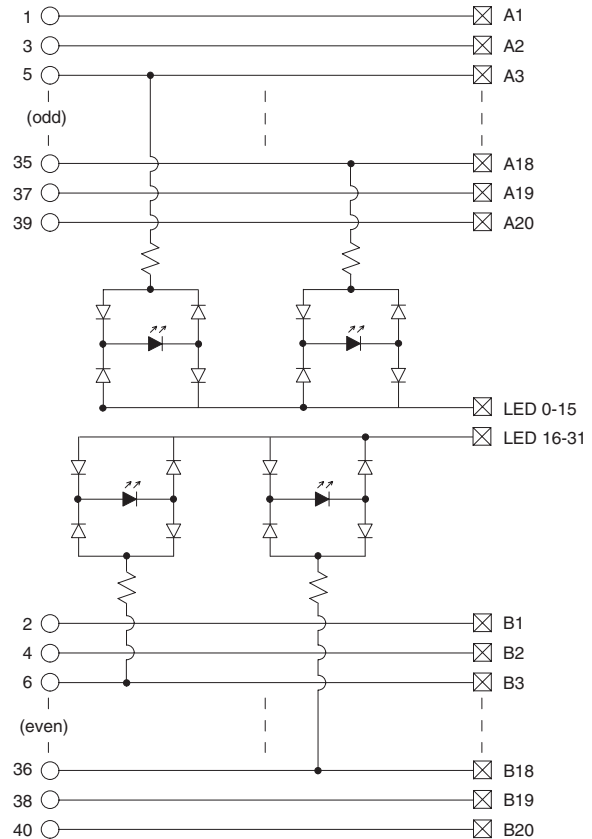 1 A1
3 A2
5 A3
(odd)
35 A18
37 A19
39 A20
LED 0-15
LED 16-31
2 B1
4 B2
6 B3
(even)
36 B18
38 B19
40 B20